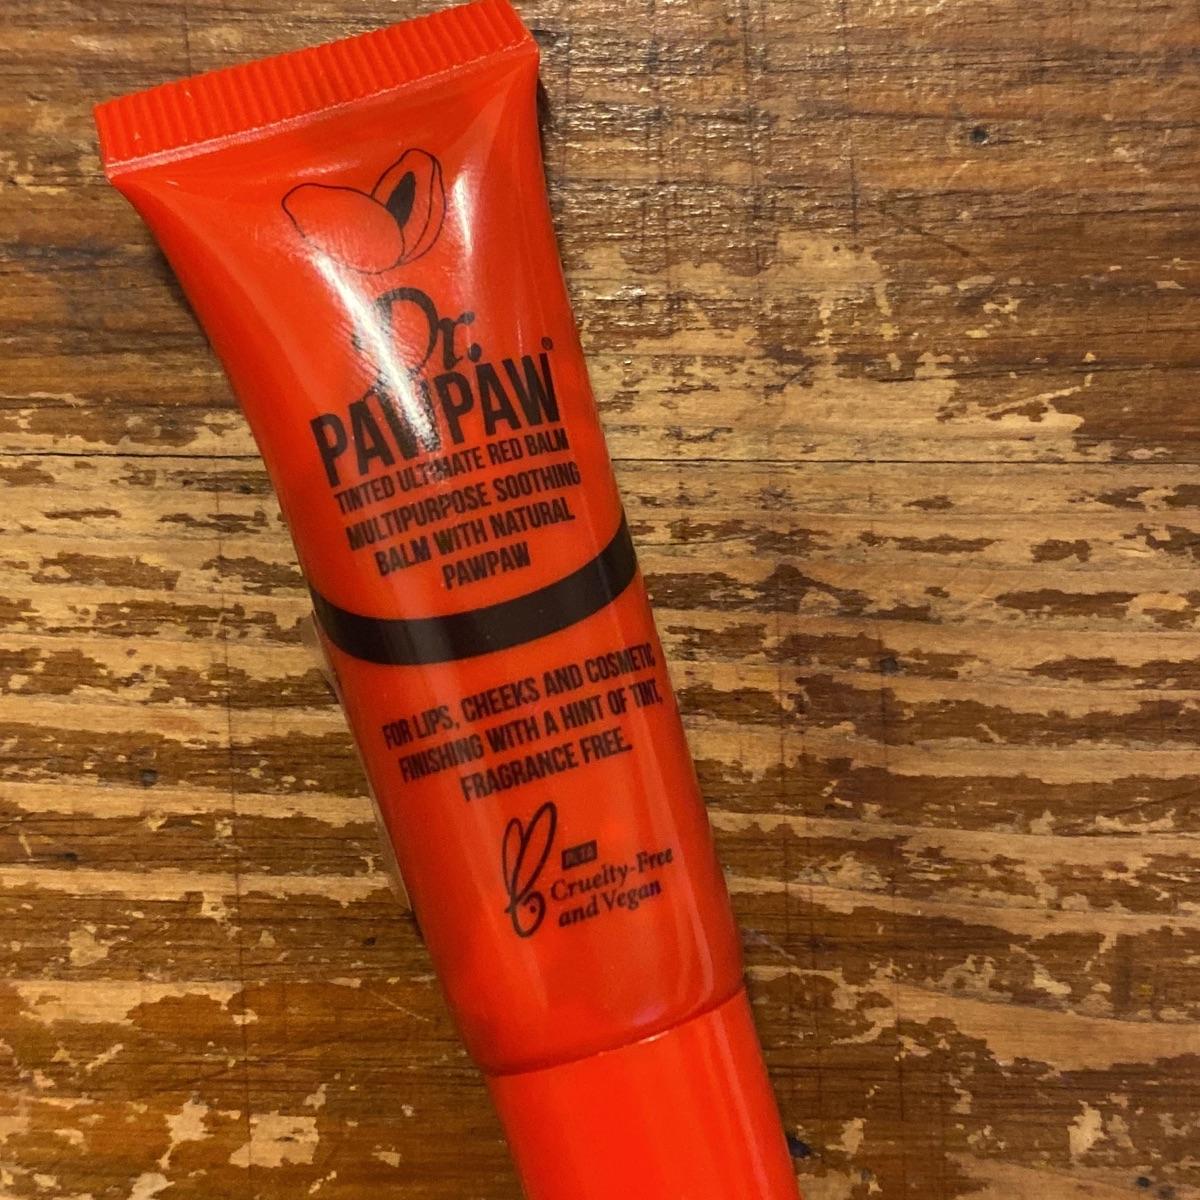 Dr.
PAWPAW®
TINTED ULTIMATE RED BALM
MULTIPURPOSE SOOTHING
BALM WITH NATURAL
PAWPAW
FOR LIPS, CHEEKS AND COSMETIC
FINISHING WITH A HINT OF TINT,
FRAGRANCE FREE.
PETA
Cruelty-Free
and Vegan